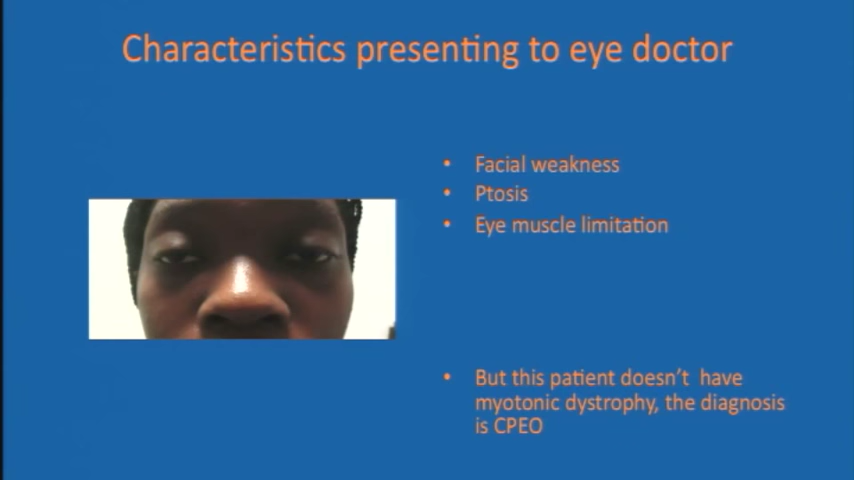 Characteristics presenting to eye doctor
• Facial weakness
• Ptosis
• Eye muscle limitation
• But this patient doesn't  have
myotonic dystrophy, the diagnosis
is CPEO